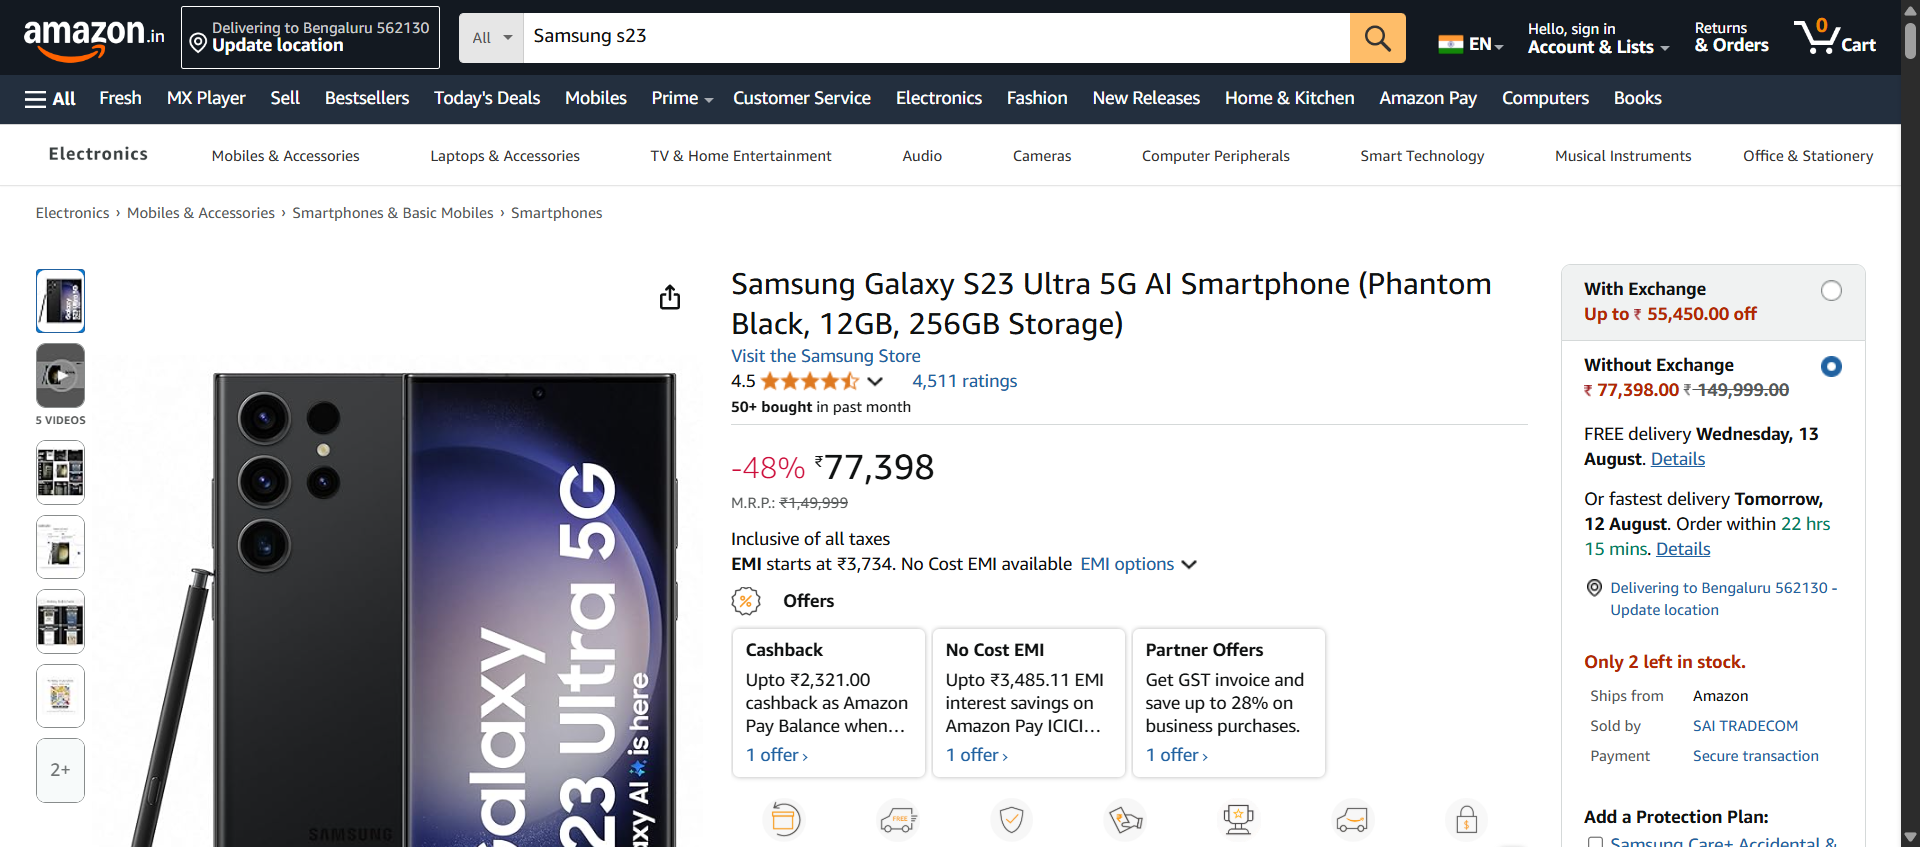 amazon.in
Delivering to Bengaluru 562130
Update location
All
Samsung s23
EN
Hello, sign in
Account & Lists
Returns
& Orders
0
Cart
All
Fresh
MX Player
Sell
Bestsellers
Today's Deals
Mobiles
Prime
Customer Service
Electronics
Fashion
New Releases
Home & Kitchen
Amazon Pay
Computers
Books
Electronics
Mobiles & Accessories
Laptops & Accessories
TV & Home Entertainment
Audio
Cameras
Computer Peripherals
Smart Technology
Musical Instruments
Office & Stationery
Electronics › Mobiles & Accessories › Smartphones & Basic Mobiles › Smartphones
5 VIDEOS
2+
SAMSUNG
Galaxy
S23 Ultra 5G
Galaxy AI is here
Samsung Galaxy S23 Ultra 5G AI Smartphone (Phantom
Black, 12GB, 256GB Storage)
Visit the Samsung Store
4.5
4,511 ratings
50+ bought in past month
-48% ₹77,398
M.R.P.: ₹1,49,999
Inclusive of all taxes
EMI starts at ₹3,734. No Cost EMI available EMI options
Offers
Cashback
Upto ₹2,321.00
cashback as Amazon
Pay Balance when…
1 offer ›
No Cost EMI
Upto ₹3,485.11 EMI
interest savings on
Amazon Pay ICICI…
1 offer ›
Partner Offers
Get GST invoice and
save up to 28% on
business purchases.
1 offer ›
FREE
With Exchange
Up to ₹ 55,450.00 off
Without Exchange
₹ 77,398.00 ₹ 149,999.00
FREE delivery Wednesday, 13
August. Details
Or fastest delivery Tomorrow,
12 August. Order within 22 hrs
15 mins. Details
Delivering to Bengaluru 562130 -
Update location
Only 2 left in stock.
Ships from Amazon
Sold by SAI TRADECOM
Payment Secure transaction
Add a Protection Plan:
Samsung Care+ Accidental &